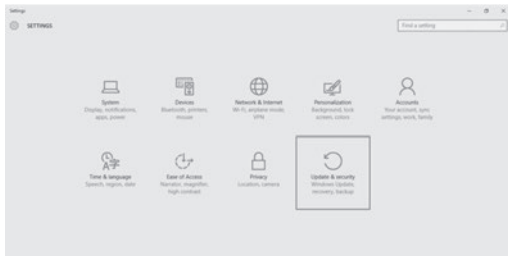 Settings
SETTINGS
Find a setting
System
Display, notifications,
apps, power
Devices
Bluetooth, printers,
mouse
Network & Internet
Wi-Fi, airplane mode,
VPN
Personalization
Background, lock
screen, colors
Accounts
Your account, sync
settings, work, family
Time & language
Speech, region, date
Ease of Access
Narrator, magnifier,
high contrast
Privacy
Location, camera
Update & security
Windows Update,
recovery, backup